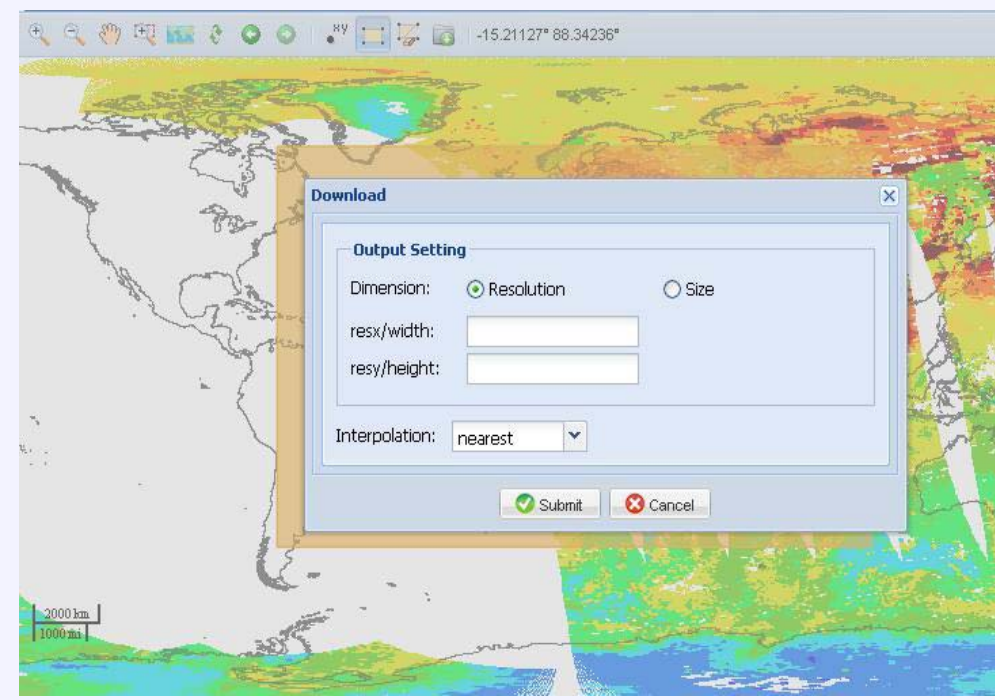 XY
-15.21127° 88.34236°
Download
Output Setting
Dimension: Resolution Size
resx/width:
resy/height:
Interpolation: nearest
Submit Cancel
2000 km
1000 mi